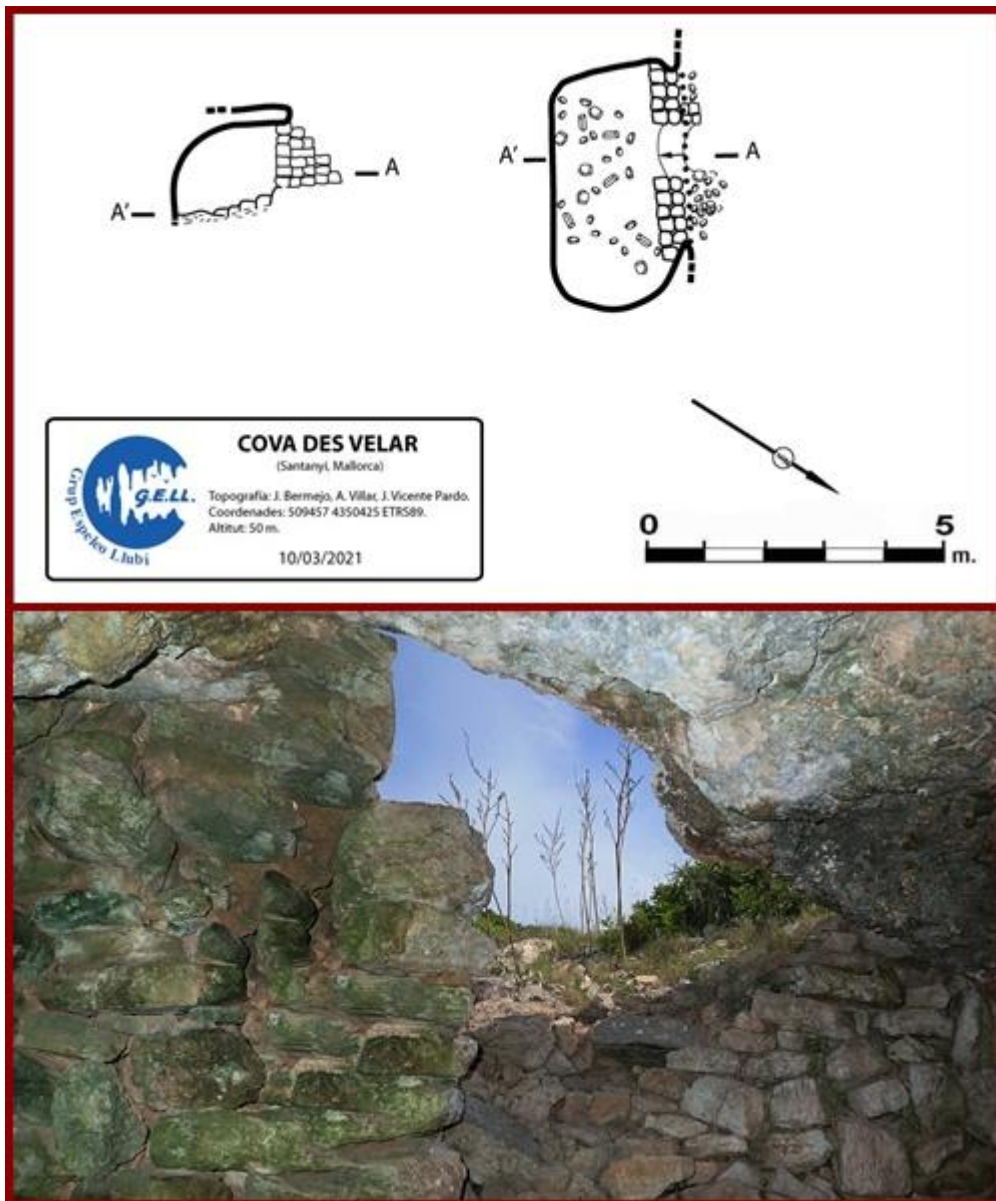 A'
A
A'
A
COVA DES VELAR
(Santanyí, Mallorca)
Topografía: J. Bermejo, A. Villar, J. Vicente Pardo.
Coordenades: 509457 4350425 ETRS89.
Altitut: 50 m.
10/03/2021
G.E.LL.
Grup Espeleo Llubí
0
5
m.